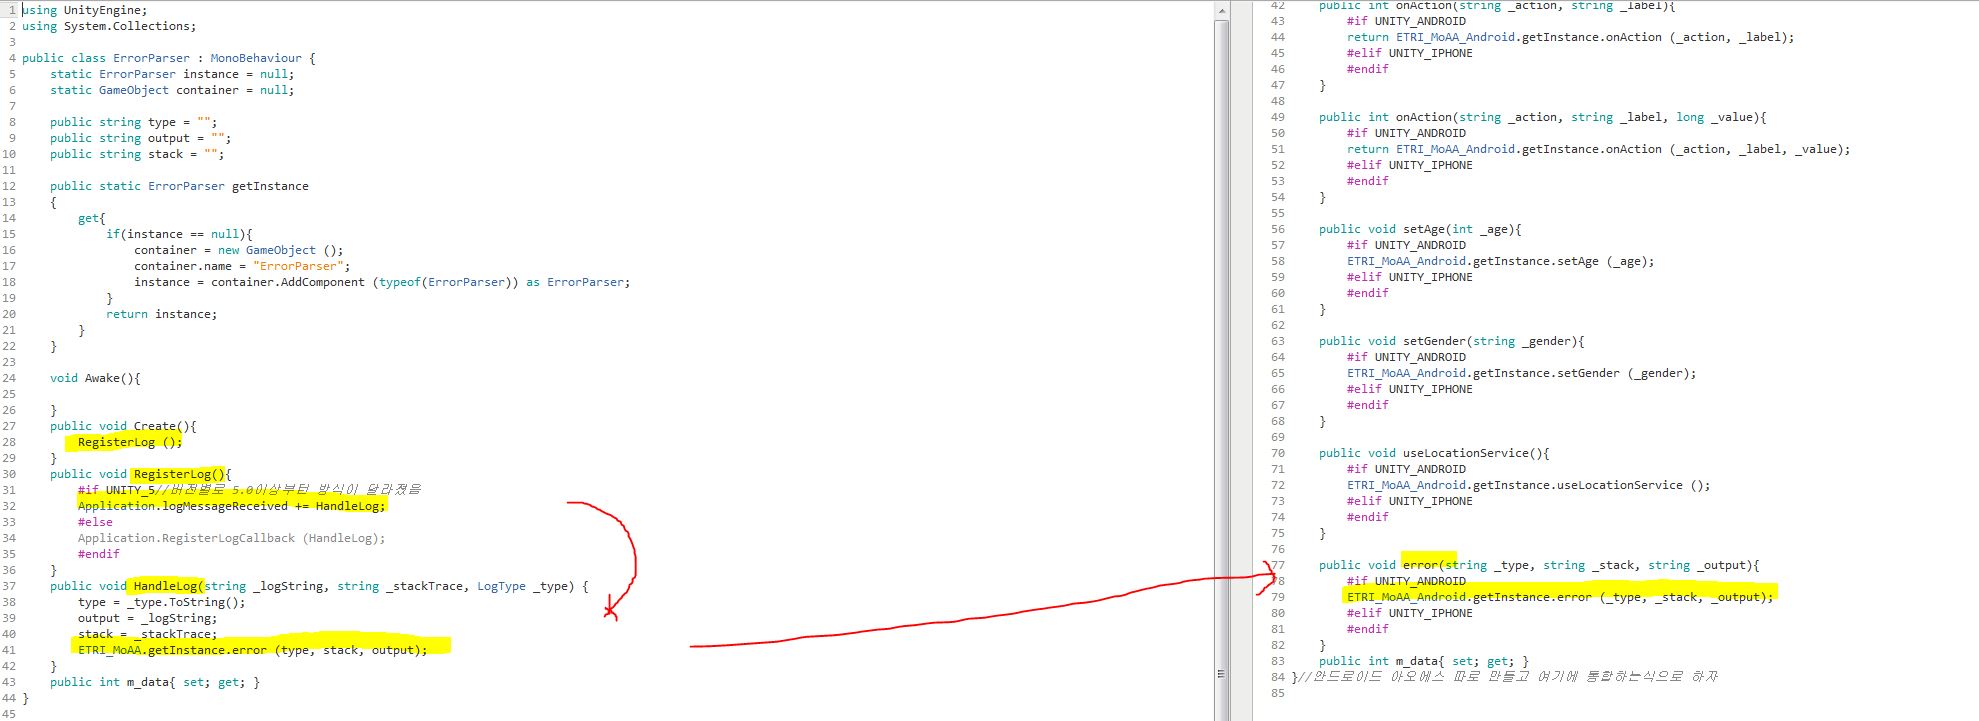 1 using UnityEngine;
2 using System.Collections;
3
4 public class ErrorParser : MonoBehaviour {
5 static ErrorParser instance = null;
6 static GameObject container = null;
7
8 public string type = "";
9 public string output = "";
10 public string stack = "";
11
12 public static ErrorParser getInstance
13 {
14 get{
15 if(instance == null){
16 container = new GameObject ();
17 container.name = "ErrorParser";
18 instance = container.AddComponent (typeof(ErrorParser)) as ErrorParser;
19 }
20 return instance;
21 }
22 }
23
24 void Awake(){
25
26 }
27 public void Create(){
28 RegisterLog ();
29 }
30 public void RegisterLog(){
31 #if UNITY_5//버전별로 5.0이상부터 방식이 달라졌음
32 Application.logMessageReceived += HandleLog;
33 #else
34 Application.RegisterLogCallback (HandleLog);
35 #endif
36 }
37 public void HandleLog(string _logString, string _stackTrace, LogType _type) {
38 type = _type.ToString();
39 output = _logString;
40 stack = _stackTrace;
41 ETRI_MoAA.getInstance.error (type, stack, output);
42 }
43 public int m_data{ set; get; }
44 }
45
42 public int onAction(string _action, string _label){
43 #if UNITY_ANDROID
44 return ETRI_MoAA_Android.getInstance.onAction (_action, _label);
45 #elif UNITY_IPHONE
46 #endif
47 }
48
49 public int onAction(string _action, string _label, long _value){
50 #if UNITY_ANDROID
51 return ETRI_MoAA_Android.getInstance.onAction (_action, _label, _value);
52 #elif UNITY_IPHONE
53 #endif
54 }
55
56 public void setAge(int _age){
57 #if UNITY_ANDROID
58 ETRI_MoAA_Android.getInstance.setAge (_age);
59 #elif UNITY_IPHONE
60 #endif
61 }
62
63 public void setGender(string _gender){
64 #if UNITY_ANDROID
65 ETRI_MoAA_Android.getInstance.setGender (_gender);
66 #elif UNITY_IPHONE
67 #endif
68 }
69
70 public void useLocationService(){
71 #if UNITY_ANDROID
72 ETRI_MoAA_Android.getInstance.useLocationService ();
73 #elif UNITY_IPHONE
74 #endif
75 }
76
77 public void error(string _type, string _stack, string _output){
78 #if UNITY_ANDROID
79 ETRI_MoAA_Android.getInstance.error (_type, _stack, _output);
80 #elif UNITY_IPHONE
81 #endif
82 }
83 public int m_data{ set; get; }
84 }//안드로이드 아오에스 따로 만들고 여기에 통합하는식으로 하자
85